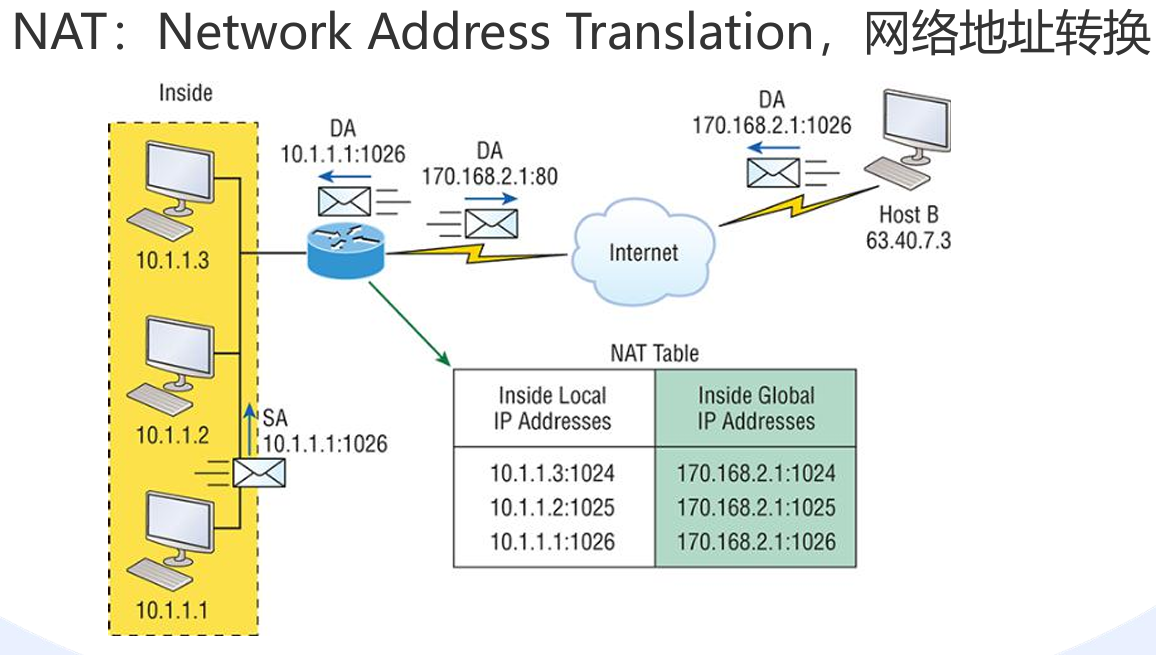 NAT：Network Address Translation，网络地址转换
Inside
DA
10.1.1.1:1026
DA
170.168.2.1:80
DA
170.168.2.1:1026
Host B
63.40.7.3
Internet
10.1.1.3
10.1.1.2
SA
10.1.1.1:1026
10.1.1.1
NAT Table
Inside Local
IP Addresses
Inside Global
IP Addresses
10.1.1.3:1024 170.168.2.1:1024
10.1.1.2:1025 170.168.2.1:1025
10.1.1.1:1026 170.168.2.1:1026